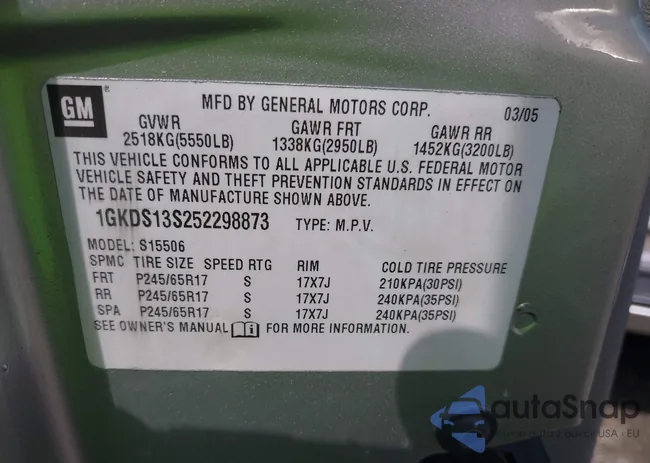 GM
MFD BY GENERAL MOTORS CORP. 03/05
GVWR GAWR FRT GAWR RR
2518KG(5550LB) 1338KG(2950LB) 1452KG(3200LB)
THIS VEHICLE CONFORMS TO ALL APPLICABLE U.S. FEDERAL MOTOR
VEHICLE SAFETY AND THEFT PREVENTION STANDARDS IN EFFECT ON
THE DATE OF MANUFACTURE SHOWN ABOVE.
1GKDS13S252298873 TYPE: M.P.V.
MODEL: S15506
SPMC TIRE SIZE SPEED RTG RIM COLD TIRE PRESSURE
FRT P245/65R17 S 17X7J 210KPA(30PSI)
RR P245/65R17 S 17X7J 240KPA(35PSI)
SPA P245/65R17 S 17X7J 240KPA(35PSI)
SEE OWNER'S MANUAL FOR MORE INFORMATION.
autoSnap
USA - EU